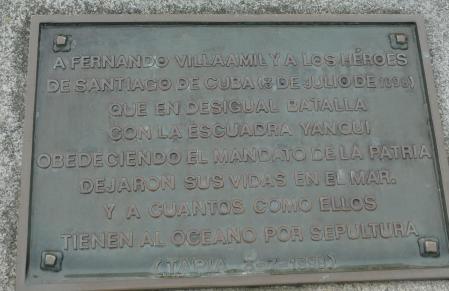 A FERNANDO VILLAAMIL Y A LOS HÉROES
DE SANTIAGO DE CUBA (3 DE JULIO DE 1898)
QUE EN DESIGUAL BATALLA
CON LA ESCUADRA YANQUI
OBEDECIENDO EL MANDATO DE LA PATRIA
DEJARON SUS VIDAS EN EL MAR.
Y A CUANTOS COMO ELLOS
TIENEN AL OCEANO POR SEPULTURA
(TAPIA